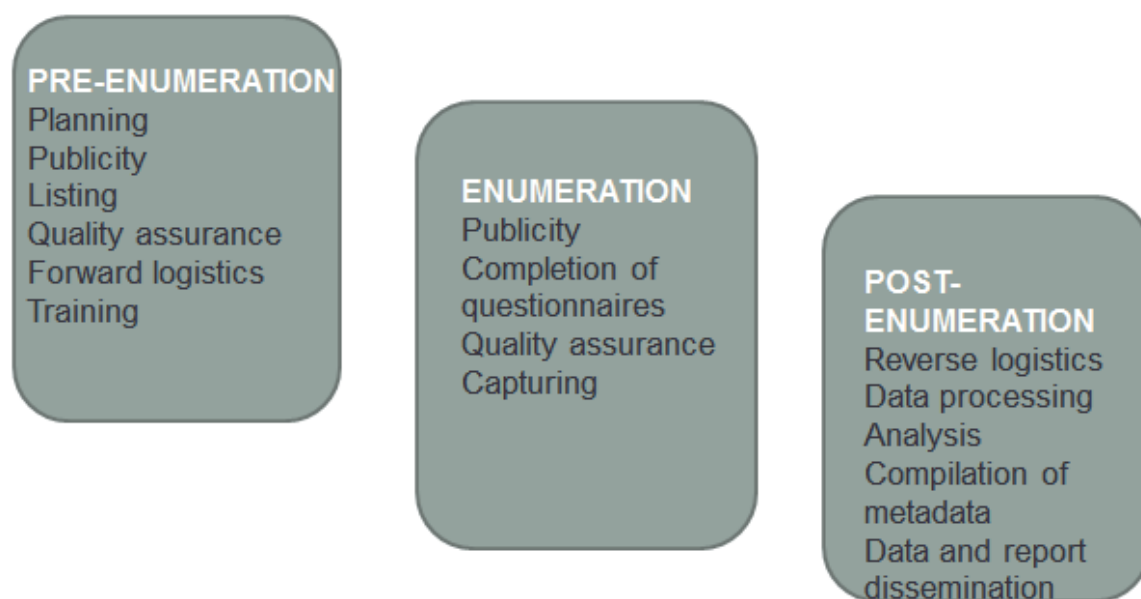 PRE-ENUMERATION
Planning
Publicity
Listing
Quality assurance
Forward logistics
Training
ENUMERATION
Publicity
Completion of
questionnaires
Quality assurance
Capturing
POST-
ENUMERATION
Reverse logistics
Data processing
Analysis
Compilation of
metadata
Data and report
dissemination